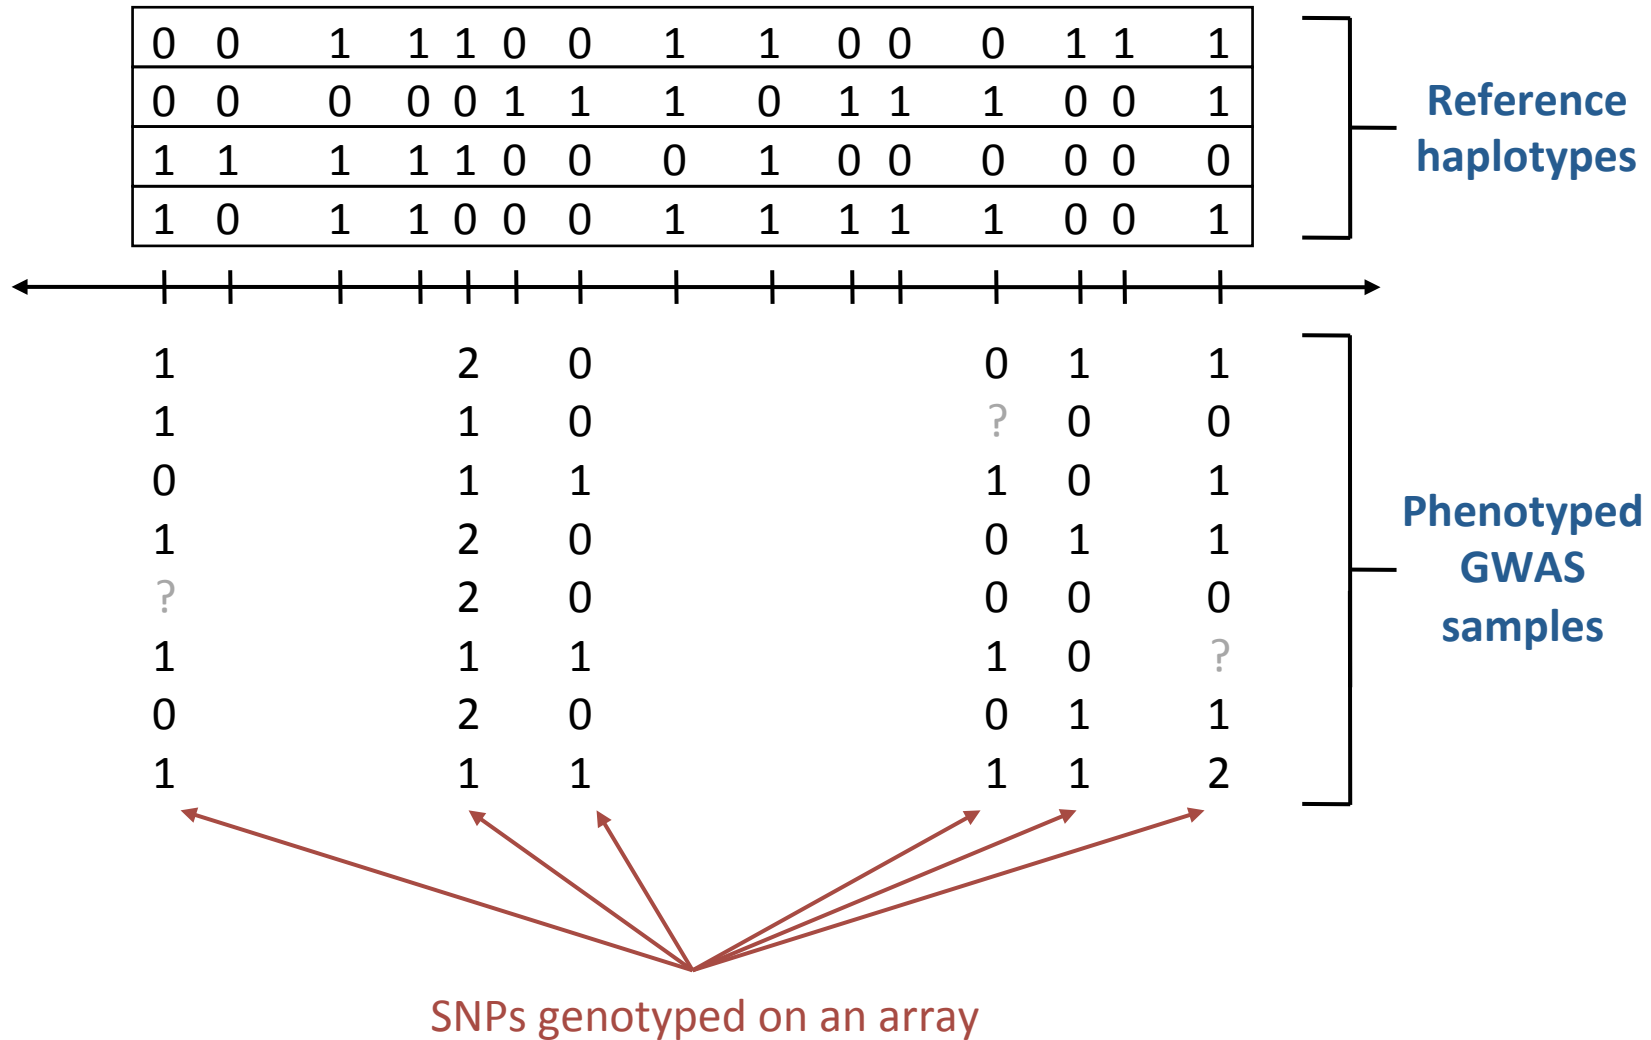 0 0 1 1 1 0 0 1 1 0 0 0 1 1 1
0 0 0 0 0 1 1 1 0 1 1 1 0 0 1
1 1 1 1 1 0 0 0 1 0 0 0 0 0 0
1 0 1 1 0 0 0 1 1 1 1 1 0 0 1
Reference
haplotypes
1 2 0 0 1 1
1 1 0 ? 0 0
0 1 1 1 0 1
1 2 0 0 1 1
? 2 0 0 0 0
1 1 1 1 0 ?
0 2 0 0 1 1
1 1 1 1 1 2
Phenotyped
GWAS
samples
SNPs genotyped on an array